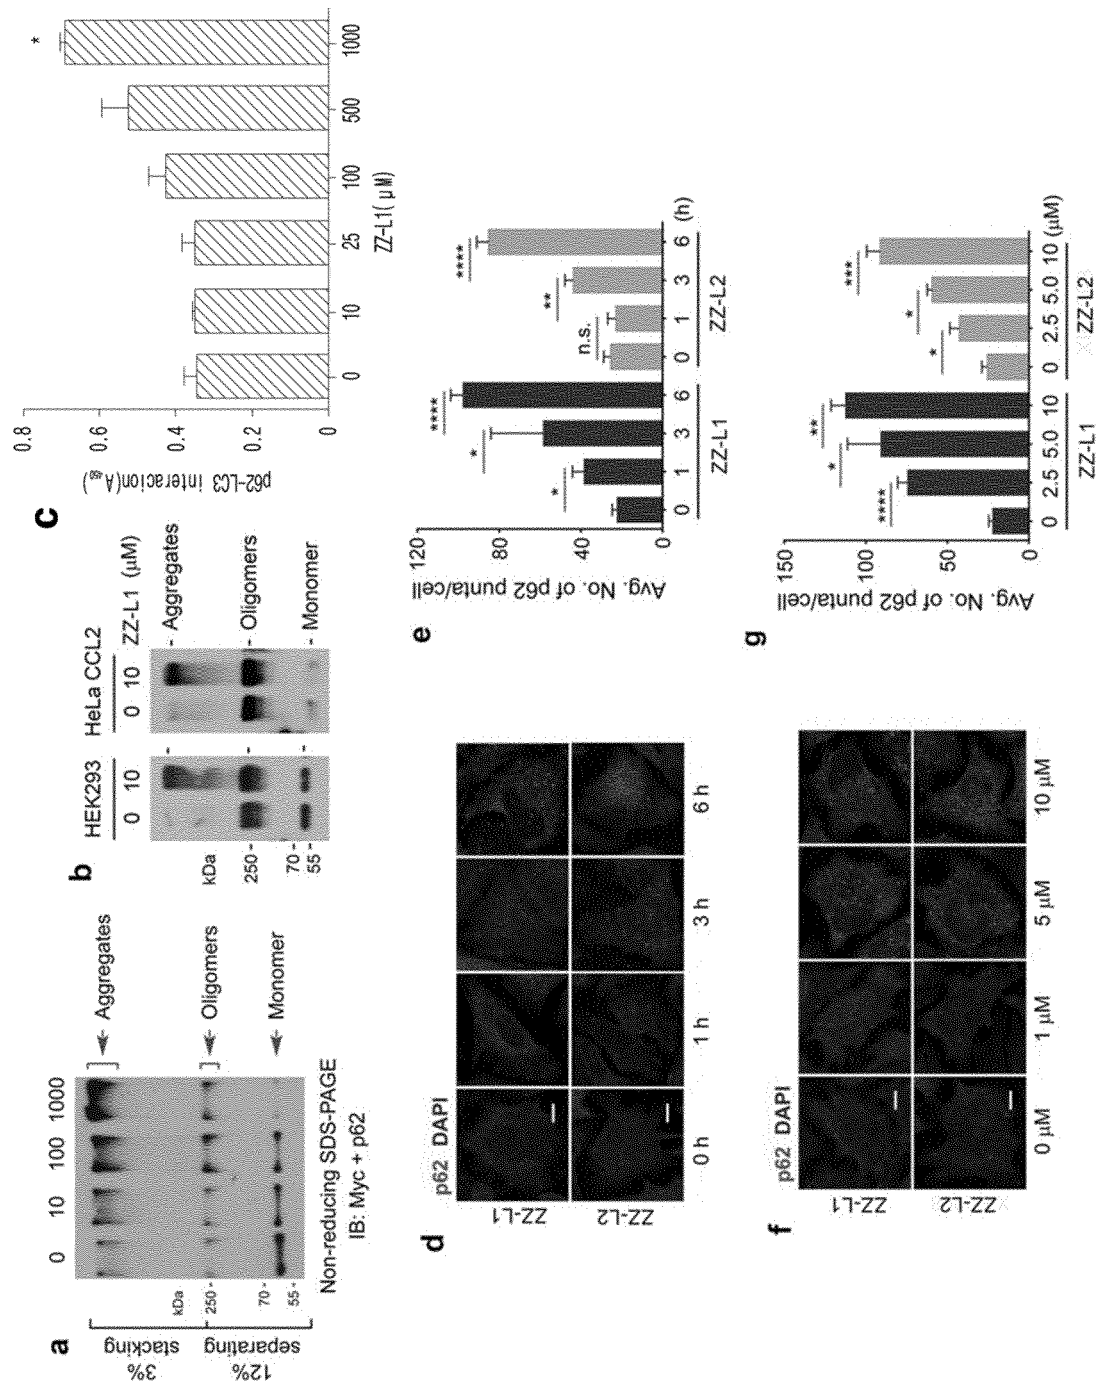 a
0 10 100 1000
3%
stacking
12%
separating
kDa
250 -
70 -
55 -
Aggregates
Oligomers
Monomer
Non-reducing SDS-PAGE
IB: Myc + p62
b
HEK293 HeLa CCL2
0 10 0 10 ZZ-L1 (μM)
kDa
250 -
70 -
55 -
- Aggregates
- Oligomers
- Monomer
c
p62-LC3 interacion(A450)
0.8
0.6
0.4
0.2
0
0 10 25 100 500 1000
ZZ-L1( μM)
*
d
p62 DAPI
ZZ-L1
ZZ-L2
0 h 1 h 3 h 6 h
e
Avg. No. of p62 punta/cell
120
80
40
0
* * **** n.s. ** ****
0 1 3 6 0 1 3 6 (h)
ZZ-L1 ZZ-L2
f
p62 DAPI
ZZ-L1
ZZ-L2
0 μM 1 μM 5 μM 10 μM
g
Avg. No. of p62 punta/cell
150
100
50
0
**** * ** * * ***
0 2.5 5.0 10 0 2.5 5.0 10 (μM)
ZZ-L1 ZZ-L2